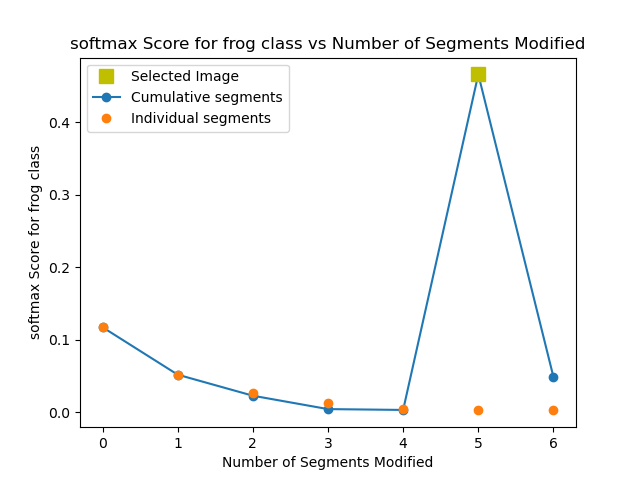 softmax Score for frog class vs Number of Segments Modified
Selected Image
Cumulative segments
Individual segments
softmax Score for frog class
0.4
0.3
0.2
0.1
0.0
0 1 2 3 4 5 6
Number of Segments Modified